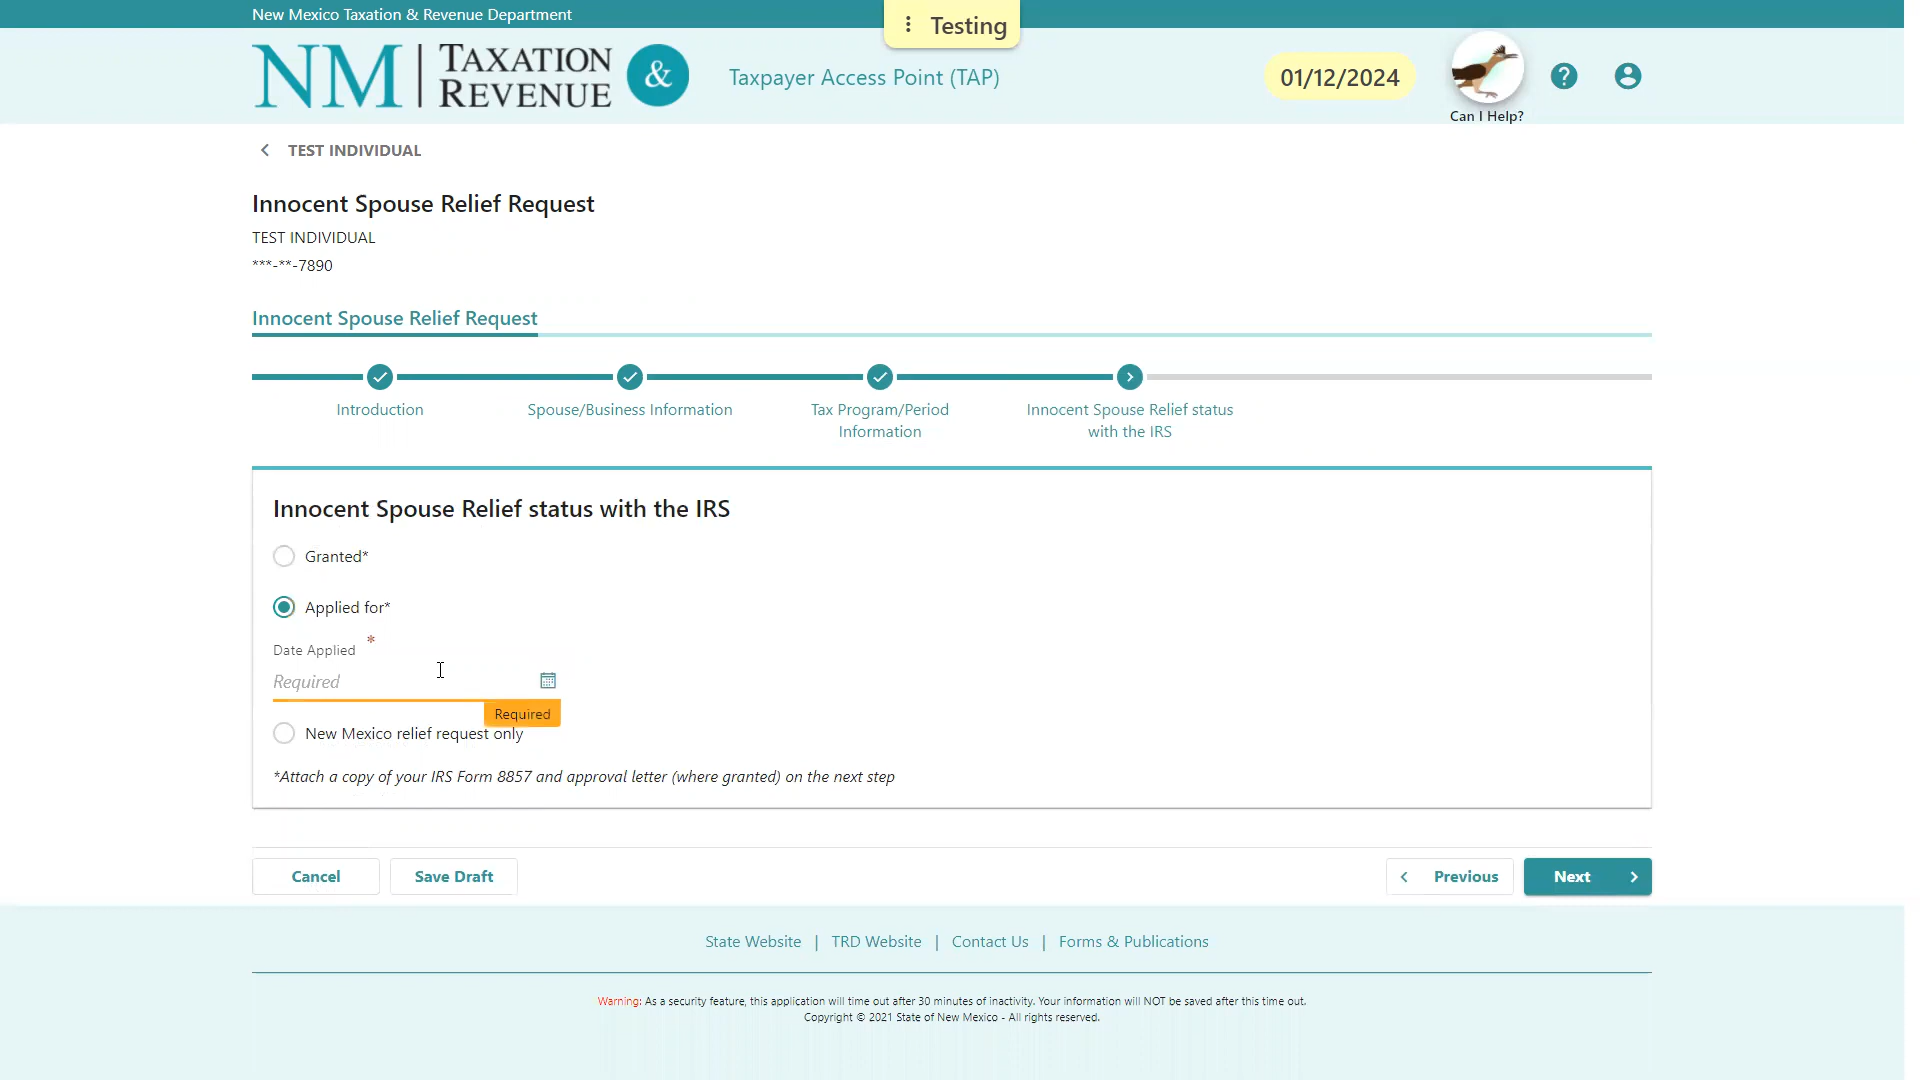 New Mexico Taxation & Revenue Department
Testing
NM TAXATION & REVENUE
Taxpayer Access Point (TAP)
01/12/2024
Can I Help?
TEST INDIVIDUAL
Innocent Spouse Relief Request
TEST INDIVIDUAL
***-**-7890
Innocent Spouse Relief Request
Introduction
Spouse/Business Information
Tax Program/Period
Information
Innocent Spouse Relief status
with the IRS
Innocent Spouse Relief status with the IRS
Granted*
Applied for*
Date Applied *
Required
Required
New Mexico relief request only
*Attach a copy of your IRS Form 8857 and approval letter (where granted) on the next step
Cancel
Save Draft
Previous
Next
State Website | TRD Website | Contact Us | Forms & Publications
Warning: As a security feature, this application will time out after 30 minutes of inactivity. Your information will NOT be saved after this time out.
Copyright © 2021 State of New Mexico - All rights reserved.